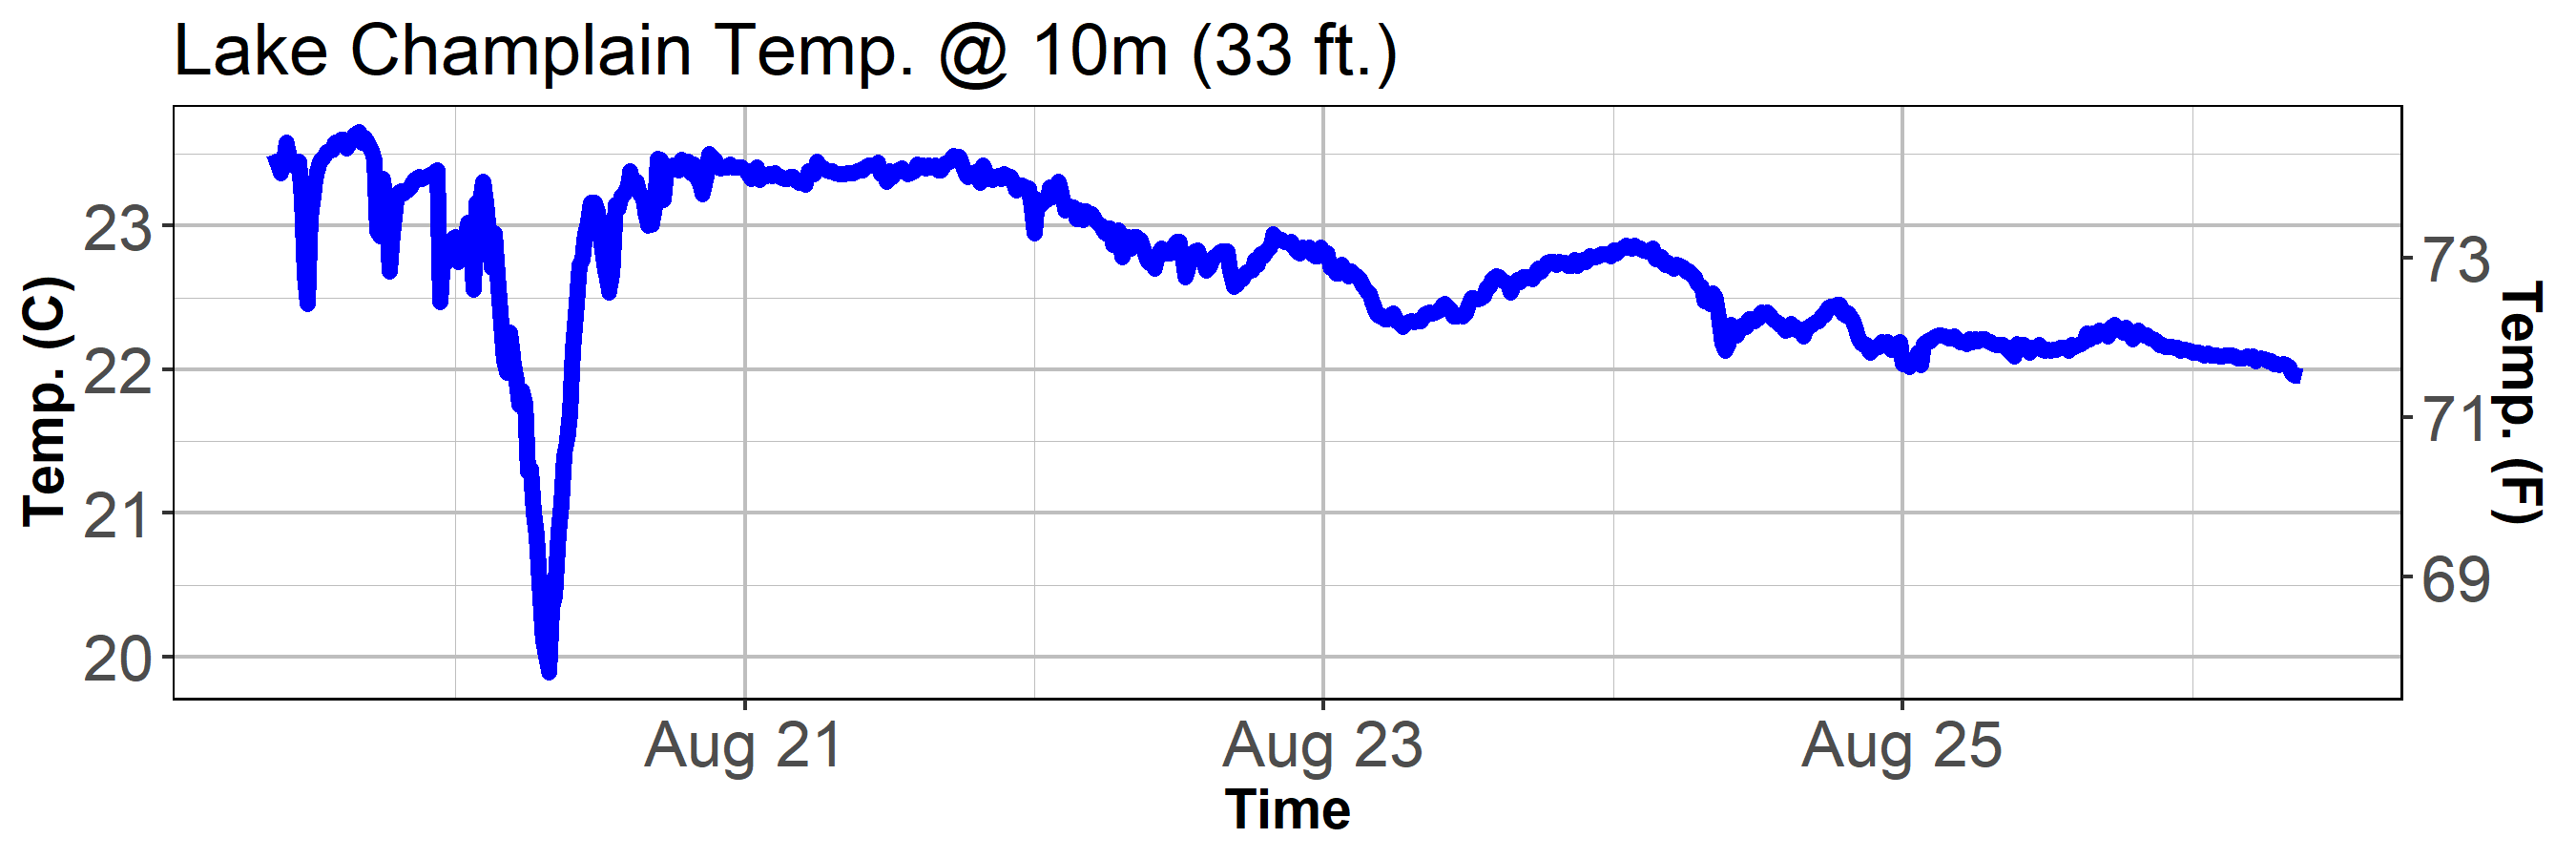 Lake Champlain Temp. @ 10m (33 ft.)
Temp. (C)
23
22
21
20
73
71
69
Temp. (F)
Aug 21 Aug 23 Aug 25
Time